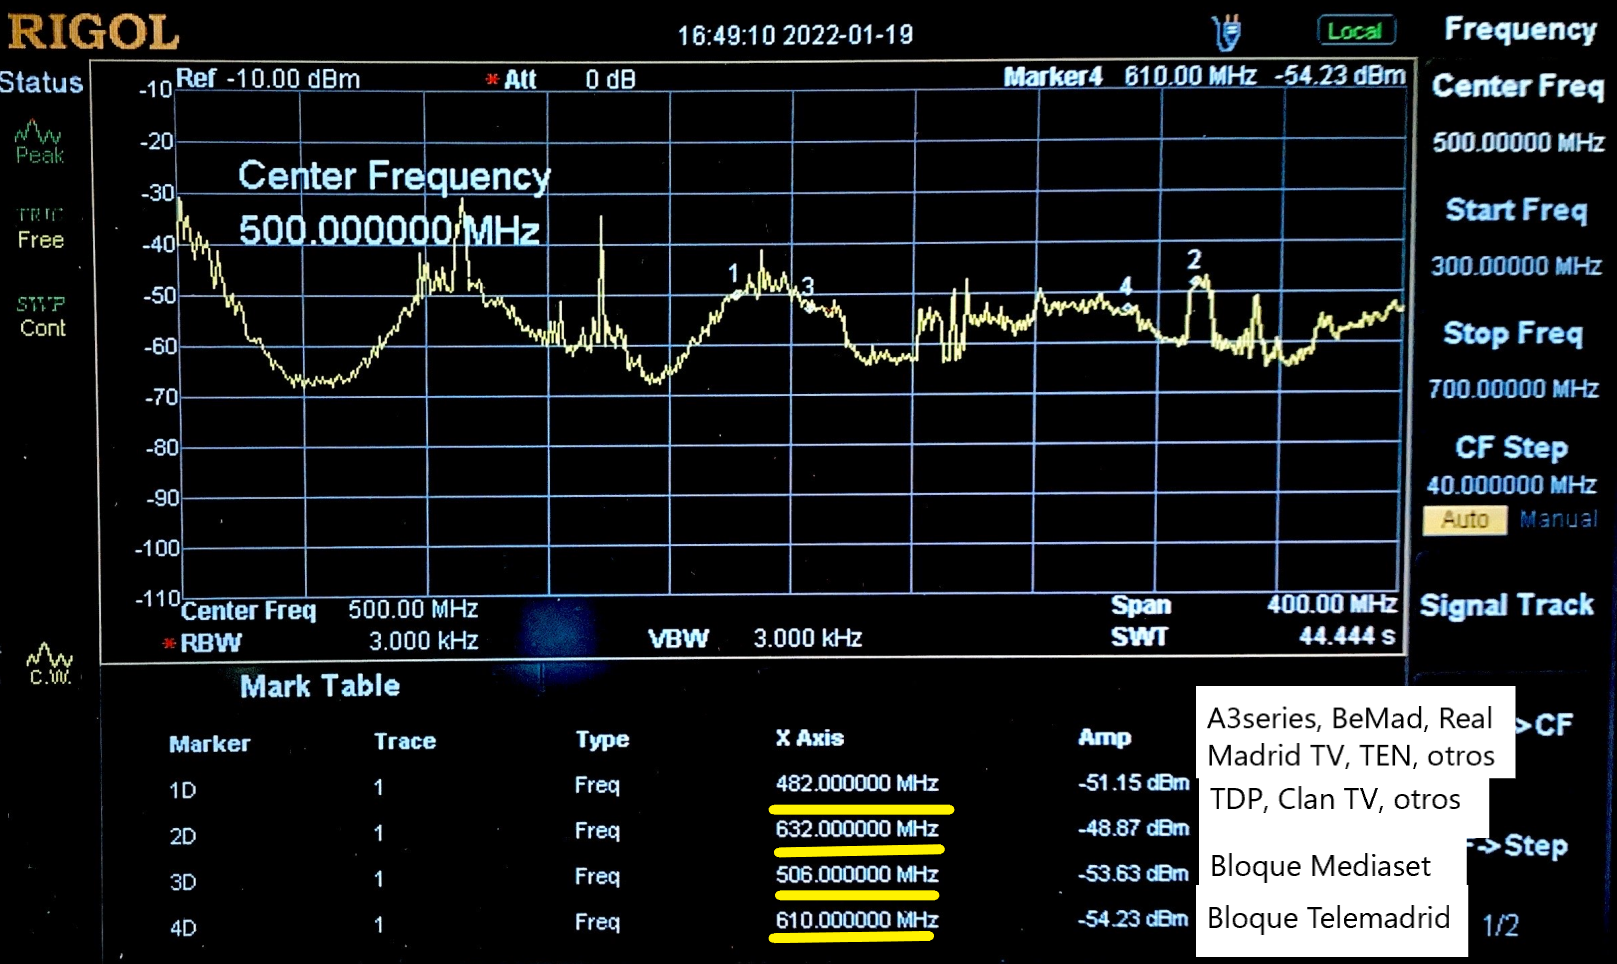 RIGOL
16:49:10 2022-01-19
Local
Frequency
Status
Ref -10.00 dBm
* Att 0 dB
Marker4 610.00 MHz -54.23 dBm
Center Freq
500.00000 MHz
Peak
TRIG
Free
SWP
Cont
C.W.
-10
-20
-30
-40
-50
-60
-70
-80
-90
-100
-110
Center Frequency
500.000000 MHz
1
3
4
2
Start Freq
300.00000 MHz
Stop Freq
700.00000 MHz
CF Step
40.000000 MHz
Auto Manual
Signal Track
Center Freq 500.00 MHz
Span 400.00 MHz
* RBW 3.000 kHz
VBW 3.000 kHz
SWT 44.444 s
Mark Table
Marker Trace Type X Axis Amp
1D 1 Freq 482.000000 MHz -51.15 dBm
2D 1 Freq 632.000000 MHz -48.87 dBm
3D 1 Freq 506.000000 MHz -53.63 dBm
4D 1 Freq 610.000000 MHz -54.23 dBm
A3series, BeMad, Real
Madrid TV, TEN, otros
TDP, Clan TV, otros
Bloque Mediaset
Bloque Telemadrid
>CF
->Step
1/2